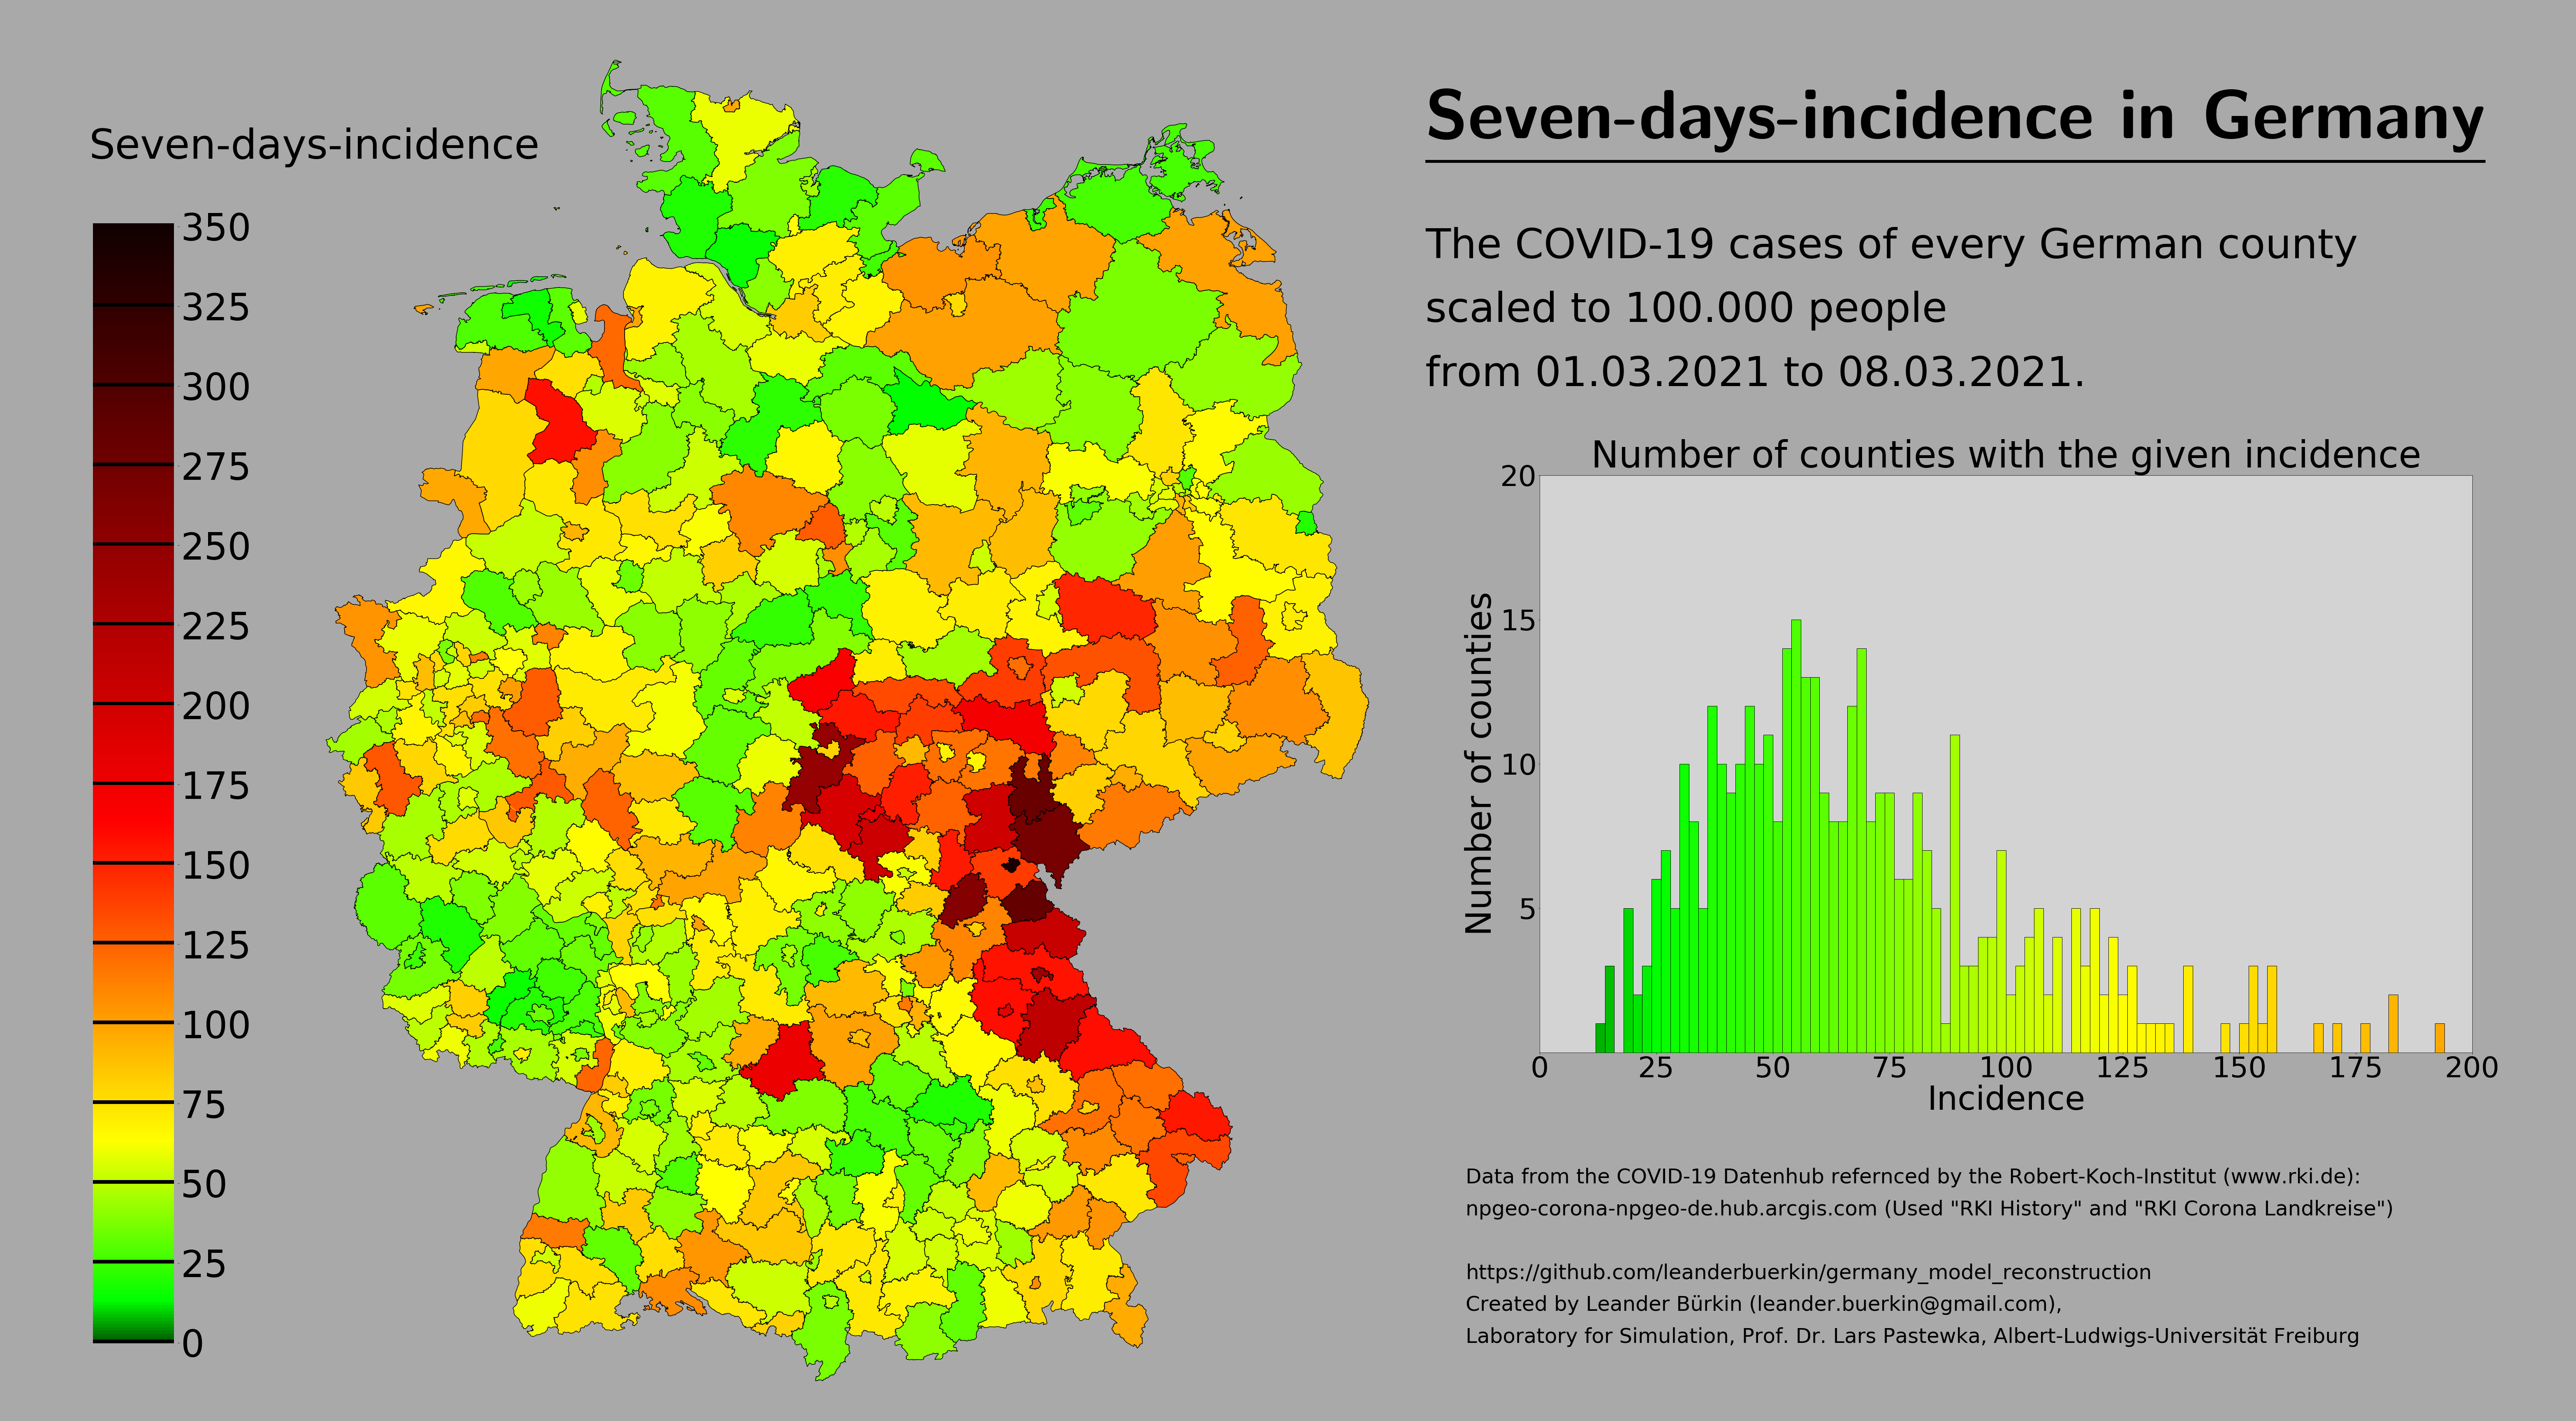 Seven-days-incidence in Germany
Seven-days-incidence
350
325
300
275
250
225
200
175
150
125
100
75
50
25
0
The COVID-19 cases of every German county
scaled to 100.000 people
from 01.03.2021 to 08.03.2021.
Number of counties with the given incidence
Number of counties
20
15
10
5
0 25 50 75 100 125 150 175 200
Incidence
Data from the COVID-19 Datenhub refernced by the Robert-Koch-Institut (www.rki.de):
npgeo-corona-npgeo-de.hub.arcgis.com (Used "RKI History" and "RKI Corona Landkreise")
https://github.com/leanderbuerkin/germany_model_reconstruction
Created by Leander Bürkin (leander.buerkin@gmail.com),
Laboratory for Simulation, Prof. Dr. Lars Pastewka, Albert-Ludwigs-Universität Freiburg